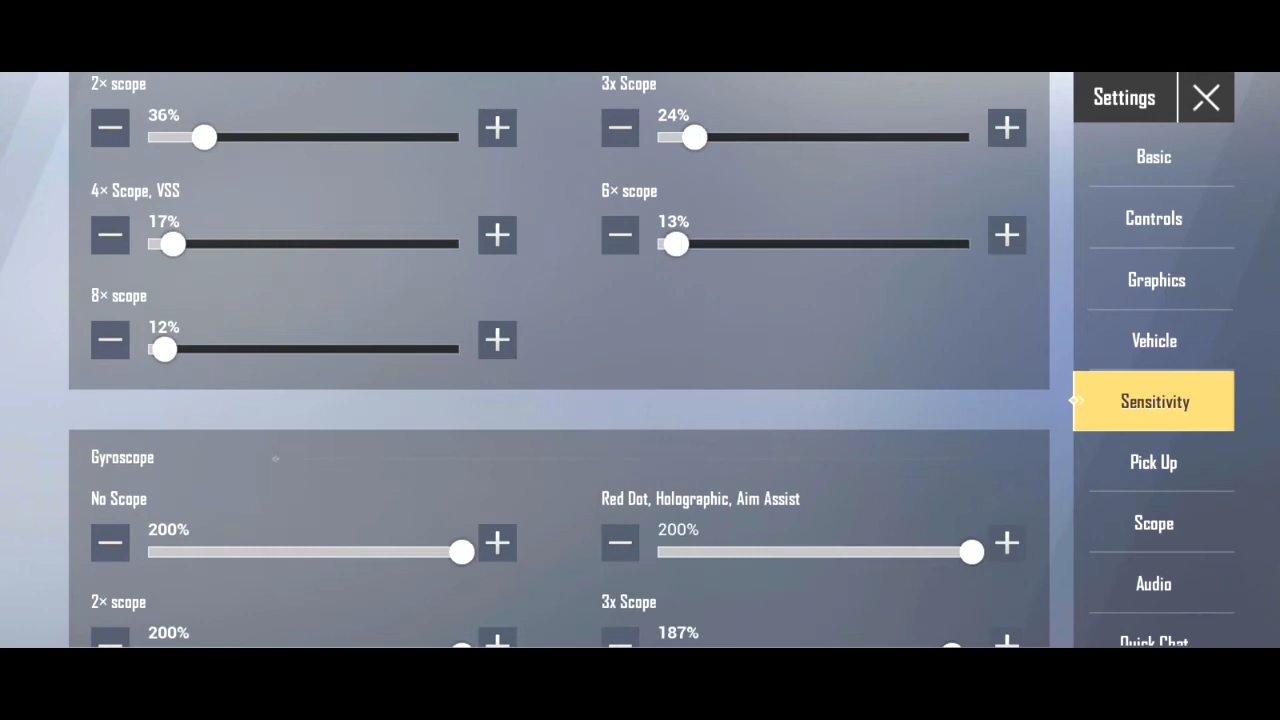 2× scope
3x Scope
36%
24%
4× Scope, VSS
6× scope
17%
13%
8× scope
12%
Gyroscope
No Scope
Red Dot, Holographic, Aim Assist
200%
200%
2× scope
3x Scope
200%
187%
Settings
Basic
Controls
Graphics
Vehicle
Sensitivity
Pick Up
Scope
Audio
Quick Chat